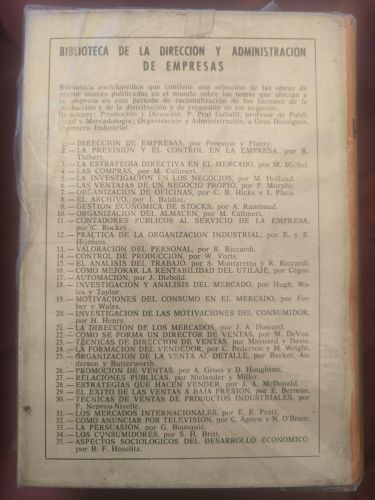 BIBLIOTECA DE LA DIRECCION Y ADMINISTRACION
DE EMPRESAS
Biblioteca enciclopédica que contiene una selección de las obras de
mayor interés publicadas en el mundo sobre los temas que afectan a
la empresa en este período de racionalización de los factores de la
producción y de la distribución y de expansión de los negocios.
Directores: Promoción y Dirección, P. Prat Gaballí, profesor de Publi-
cidad y Mercadología; Organización y Administración, a Grau Dosaigues,
Ingeniero Industrial.
1.—DIRECCION DE EMPRESAS, por Freeston y
2.—LA PREVISION Y EL CONTROL EN LA EMPRESA, por R.
Thibert.
3.—LA ESTRATEGIA DIRECTIVA EN EL MERCADO, por M. Michel.
4.—LAS COMPRAS, por M. Calimeri.
5.—LA INVESTIGACION EN LOS NEGOCIOS, por M. Holland.
6.—LAS VENTAJAS DE UN NEGOCIO PROPIO, por P. Murphy.
7.—ORGANIZACION DE OFICINAS, por C. B. Hicks e I. Place.
8.—EL ARCHIVO, por I. Baldini.
9.—GESTION ECONOMICA DE STOCKS, por A. Rambaud.
10.—ORGANIZACION DEL ALMACEN, por M. Calimeri.
11.—CONTADORES PUBLICOS AL SERVICIO DE LA EMPRESA,
por C. Rockey.
12.—PRACTICA DE LA ORGANIZACION INDUSTRIAL, por E. y E.
Hijmans.
13.—VALORACION DEL PERSONAL, por R. Riccardi.
14.—CONTROL DE PRODUCCION, por W. Voris.
15.—EL ANALISIS DEL TRABAJO, por S. Montaretto y R. Riccardi.
16.—COMO MEJORAR LA RENTABILIDAD DEL UTILAJE, por Cégos.
17.—AUTOMACION, por J. Diebold.
18.—INVESTIGACION Y ANALISIS DEL MERCADO, por Hugh, Wa-
les y Taylor.
19.—MOTIVACIONES DEL CONSUMO EN EL MERCADO, por Fer-
ber y Wales.
20.—INVESTIGACION DE LAS MOTIVACIONES DEL CONSUMIDOR,
por H. Henry.
21.—LA DIRECCION DE LOS MERCADOS, por J. A. Howard.
22.—COMO SE FORMA UN DIRECTOR DE VENTAS, por M. DeVoe.
23.—TECNICAS DE DIRECCION DE VENTAS, por Maynard y Davis.
24.—LA FORMACION DEL VENDEDOR, por C. Pederson y M. Wright.
25.—ORGANIZACION DE LA VENTA AL DETALLE, por Barker, An-
derson y Butterworth.
26.—PROMOCION DE VENTAS, por A. Gross y D. Houghton.
27.—RELACIONES PUBLICAS, por Nielander y Miller.
28.—ESTRATEGIAS QUE HACEN VENDER, por J. A. McDonald.
29.—EL EXITO DE LAS VENTAS A BAJA PRESION, por E. Berman.
30.—TECNICAS DE VENTAS DE PRODUCTOS INDUSTRIALES, por
F. Nepveu-Nivelle.
31.—LOS MERCADOS INTERNACIONALES, por E. E. Pratt.
32.—COMO ANUNCIAR POR TELEVISION, por C. Agnew y N. O'Brien.
33.—LA PERSUASION, por G. Bousquié.
34.—LOS CONSUMIDORES, por S. H. Britt.
35.—ASPECTOS SOCIOLOGICOS DEL DESARROLLO ECONOMICO,
por B. F. Hoselitz.